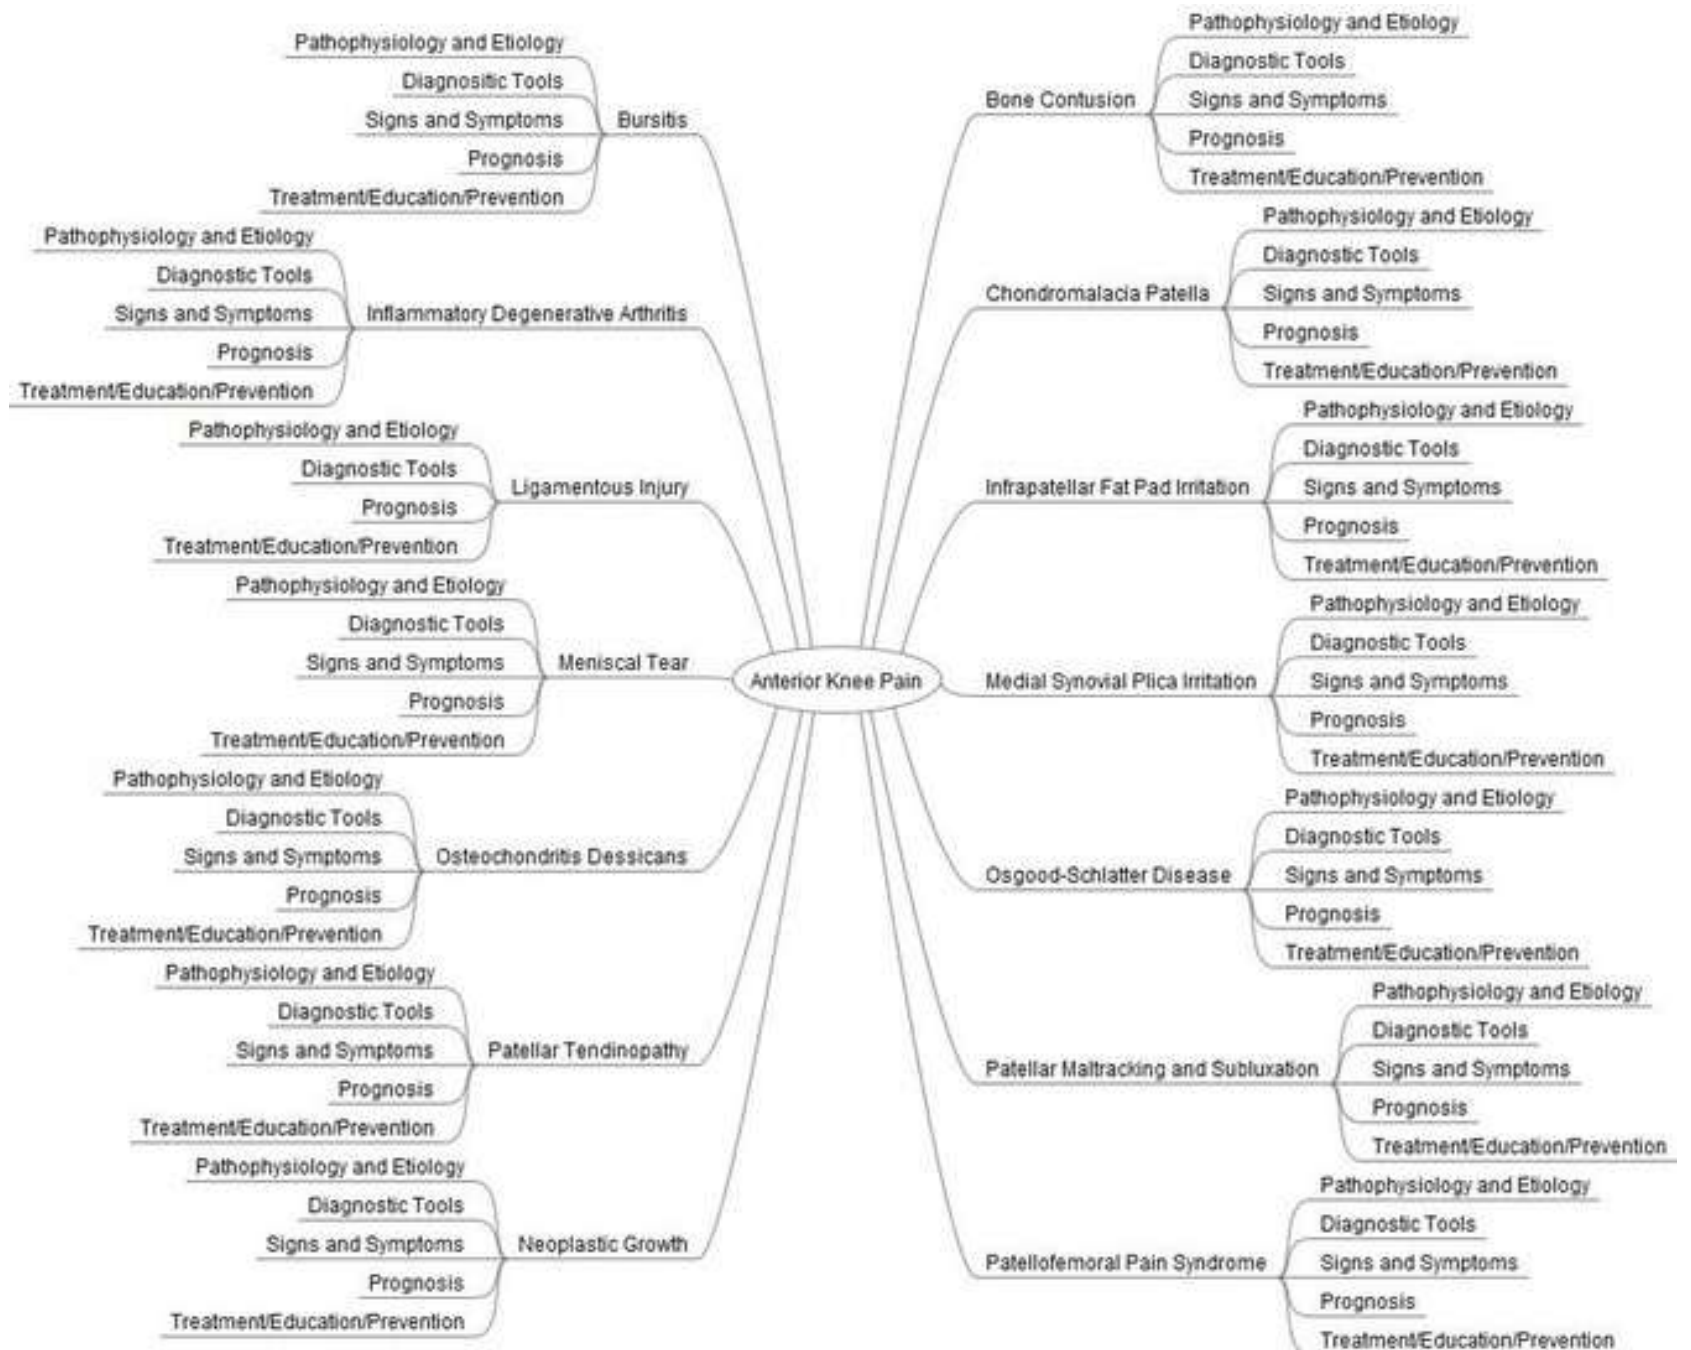 Pathophysiology and Etiology
Diagnositic Tools
Signs and Symptoms
Prognosis
Treatment/Education/Prevention
Bursitis
Pathophysiology and Etiology
Diagnostic Tools
Signs and Symptoms
Prognosis
Treatment/Education/Prevention
Inflammatory Degenerative Arthritis
Pathophysiology and Etiology
Diagnostic Tools
Prognosis
Treatment/Education/Prevention
Ligamentous Injury
Pathophysiology and Etiology
Diagnostic Tools
Signs and Symptoms
Prognosis
Treatment/Education/Prevention
Meniscal Tear
Pathophysiology and Etiology
Diagnostic Tools
Signs and Symptoms
Prognosis
Treatment/Education/Prevention
Osteochondritis Dessicans
Pathophysiology and Etiology
Diagnostic Tools
Signs and Symptoms
Prognosis
Treatment/Education/Prevention
Patellar Tendinopathy
Pathophysiology and Etiology
Diagnostic Tools
Signs and Symptoms
Prognosis
Treatment/Education/Prevention
Neoplastic Growth
Anterior Knee Pain
Bone Contusion
Pathophysiology and Etiology
Diagnostic Tools
Signs and Symptoms
Prognosis
Treatment/Education/Prevention
Chondromalacia Patella
Pathophysiology and Etiology
Diagnostic Tools
Signs and Symptoms
Prognosis
Treatment/Education/Prevention
Infrapatellar Fat Pad Irritation
Pathophysiology and Etiology
Diagnostic Tools
Signs and Symptoms
Prognosis
Treatment/Education/Prevention
Medial Synovial Plica Irritation
Pathophysiology and Etiology
Diagnostic Tools
Signs and Symptoms
Prognosis
Treatment/Education/Prevention
Osgood-Schlatter Disease
Pathophysiology and Etiology
Diagnostic Tools
Signs and Symptoms
Prognosis
Treatment/Education/Prevention
Patellar Maltracking and Subluxation
Pathophysiology and Etiology
Diagnostic Tools
Signs and Symptoms
Prognosis
Treatment/Education/Prevention
Patellofemoral Pain Syndrome
Pathophysiology and Etiology
Diagnostic Tools
Signs and Symptoms
Prognosis
Treatment/Education/Prevention